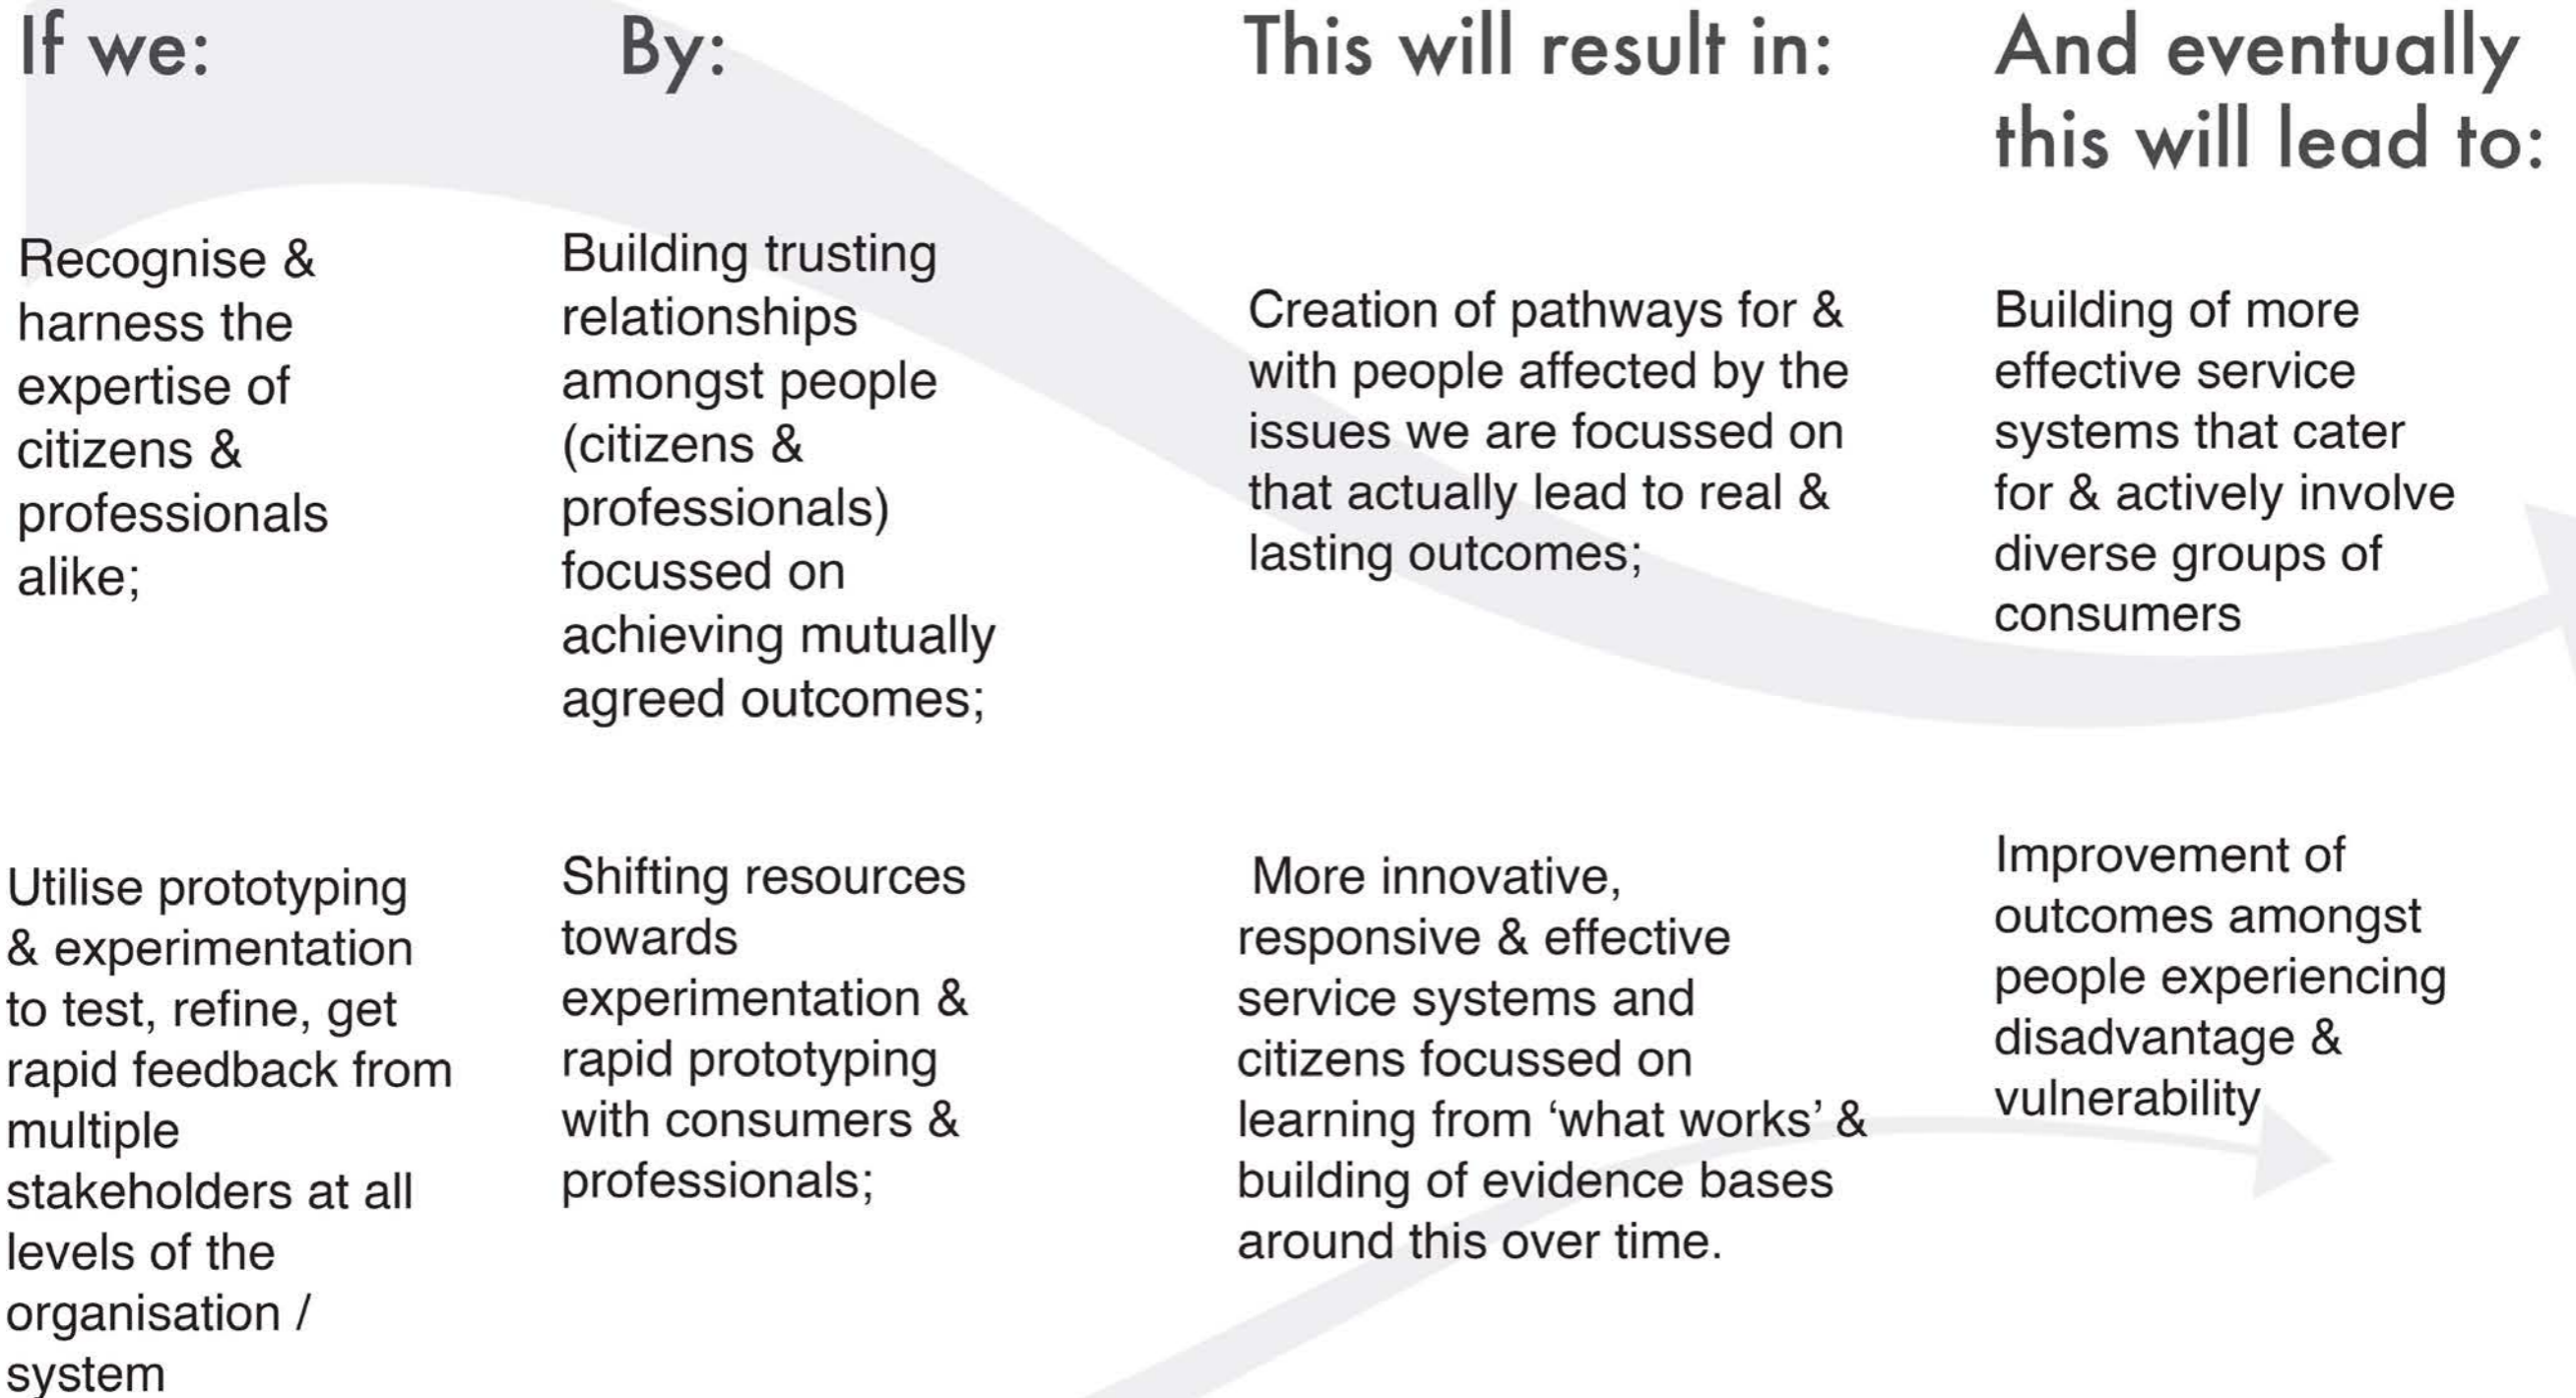 If we:
By:
This will result in:
And eventually
this will lead to:
Recognise &
harness the
expertise of
citizens &
professionals
alike;
Building trusting
relationships
amongst people
(citizens &
professionals)
focussed on
achieving mutually
agreed outcomes;
Creation of pathways for &
with people affected by the
issues we are focussed on
that actually lead to real &
lasting outcomes;
Building of more
effective service
systems that cater
for & actively involve
diverse groups of
consumers
Utilise prototyping
& experimentation
to test, refine, get
rapid feedback from
multiple
stakeholders at all
levels of the
organisation /
system
Shifting resources
towards
experimentation &
rapid prototyping
with consumers &
professionals;
More innovative,
responsive & effective
service systems and
citizens focussed on
learning from ‘what works’ &
building of evidence bases
around this over time.
Improvement of
outcomes amongst
people experiencing
disadvantage &
vulnerability